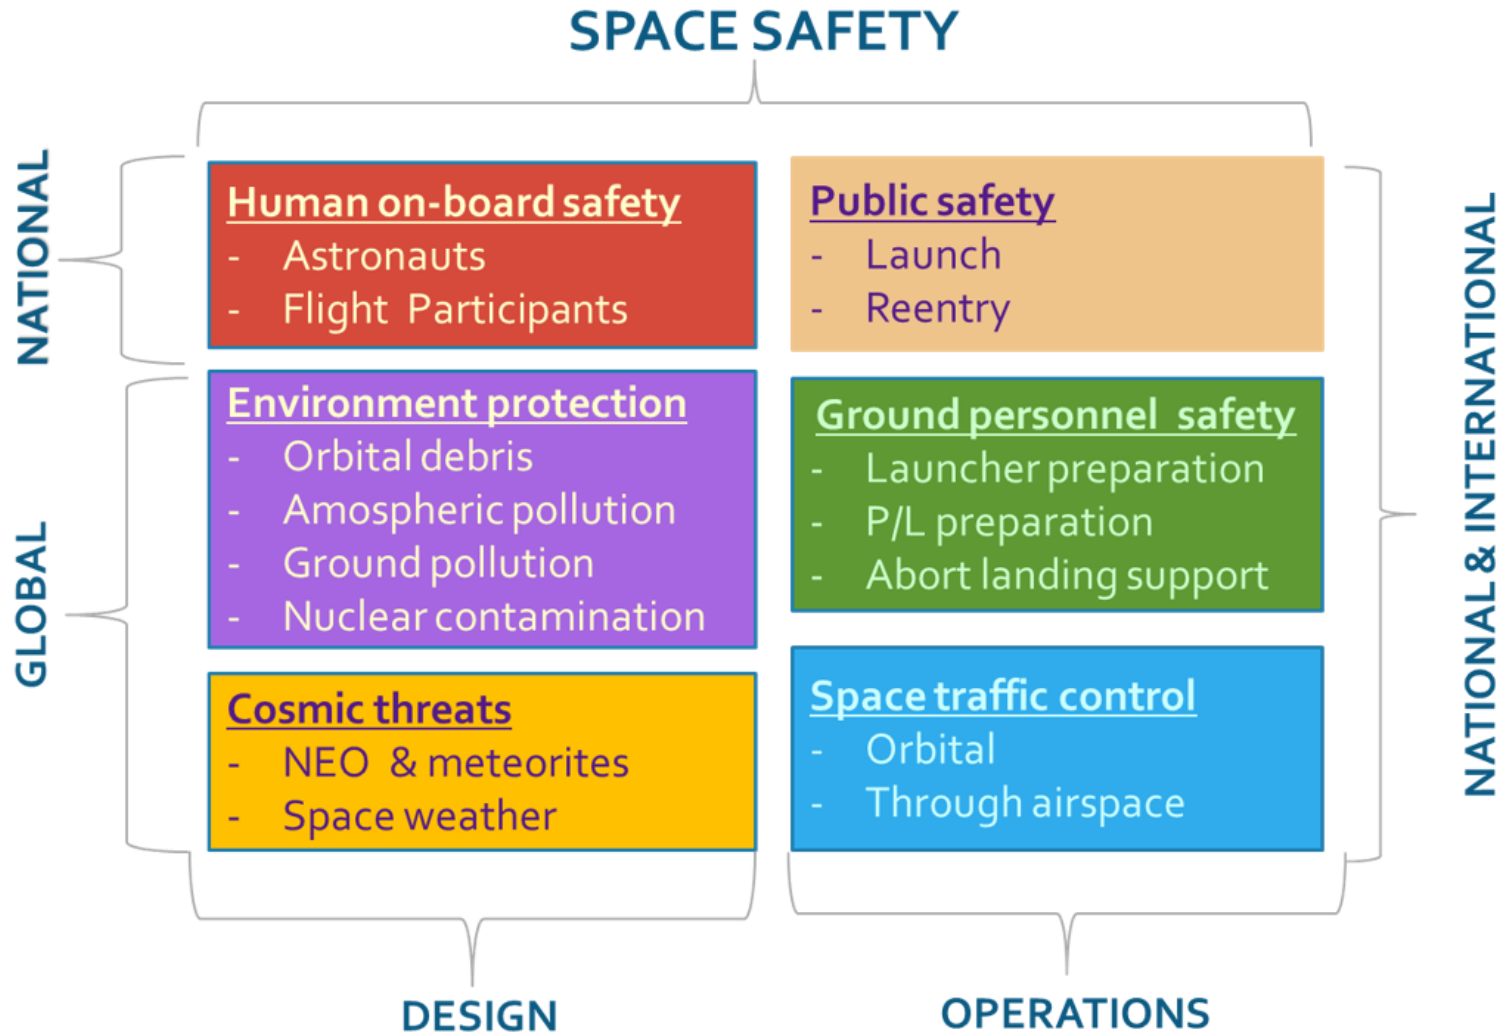 SPACE SAFETY
NATIONAL
Human on-board safety
- Astronauts
- Flight Participants
GLOBAL
Environment protection
- Orbital debris
- Amospheric pollution
- Ground pollution
- Nuclear contamination
Cosmic threats
- NEO & meteorites
- Space weather
DESIGN
Public safety
- Launch
- Reentry
Ground personnel safety
- Launcher preparation
- P/L preparation
- Abort landing support
Space traffic control
- Orbital
- Through airspace
OPERATIONS
NATIONAL & INTERNATIONAL